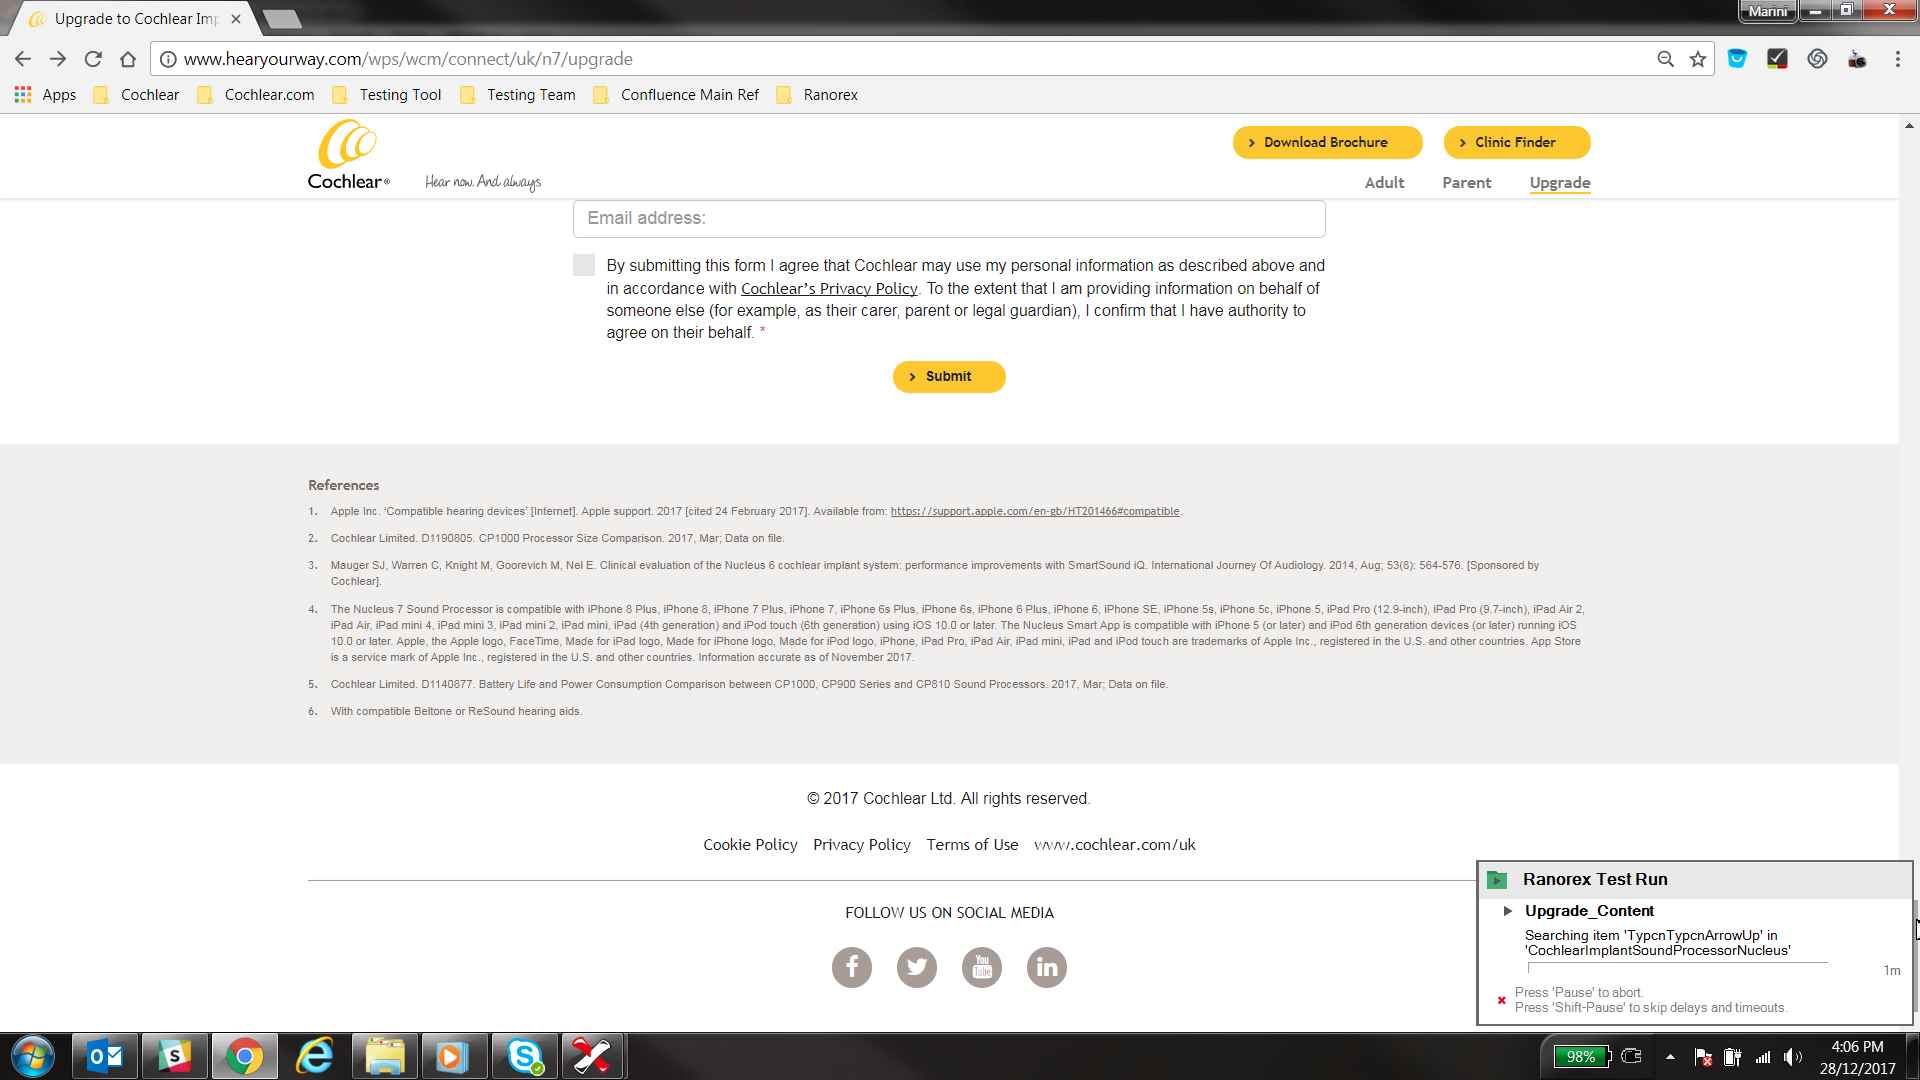 Upgrade to Cochlear Imp
Marini
www.hearyourway.com/wps/wcm/connect/uk/n7/upgrade
Apps Cochlear Cochlear.com Testing Tool Testing Team Confluence Main Ref Ranorex
Cochlear®
Hear now. And always
Download Brochure
Clinic Finder
Adult Parent Upgrade
Email address:
By submitting this form I agree that Cochlear may use my personal information as described above and
in accordance with Cochlear's Privacy Policy. To the extent that I am providing information on behalf of
someone else (for example, as their carer, parent or legal guardian), I confirm that I have authority to
agree on their behalf. *
Submit
References
1. Apple Inc. ‘Compatible hearing devices’ [Internet]. Apple support. 2017 [cited 24 February 2017]. Available from: https://support.apple.com/en-gb/HT201466#compatible.
2. Cochlear Limited. D1190805. CP1000 Processor Size Comparison. 2017, Mar; Data on file.
3. Mauger SJ, Warren C, Knight M, Goorevich M, Nel E. Clinical evaluation of the Nucleus 6 cochlear implant system: performance improvements with SmartSound iQ. International Journey Of Audiology. 2014, Aug; 53(8): 564-576. [Sponsored by
Cochlear].
4. The Nucleus 7 Sound Processor is compatible with iPhone 8 Plus, iPhone 8, iPhone 7 Plus, iPhone 7, iPhone 6s Plus, iPhone 6s, iPhone 6 Plus, iPhone 6, iPhone SE, iPhone 5s, iPhone 5c, iPhone 5, iPad Pro (12.9-inch), iPad Pro (9.7-inch), iPad Air 2,
iPad Air, iPad mini 4, iPad mini 3, iPad mini 2, iPad mini, iPad (4th generation) and iPod touch (6th generation) using iOS 10.0 or later. The Nucleus Smart App is compatible with iPhone 5 (or later) and iPod 6th generation devices (or later) running iOS
10.0 or later. Apple, the Apple logo, FaceTime, Made for iPad logo, Made for iPhone logo, Made for iPod logo, iPhone, iPad Pro, iPad Air, iPad mini, iPad and iPod touch are trademarks of Apple Inc., registered in the U.S. and other countries. App Store
is a service mark of Apple Inc., registered in the U.S. and other countries. Information accurate as of November 2017.
5. Cochlear Limited. D1140877. Battery Life and Power Consumption Comparison between CP1000, CP900 Series and CP810 Sound Processors. 2017, Mar; Data on file.
6. With compatible Beltone or ReSound hearing aids.
© 2017 Cochlear Ltd. All rights reserved.
Cookie Policy Privacy Policy Terms of Use www.cochlear.com/uk
FOLLOW US ON SOCIAL MEDIA
You
Tube
Ranorex Test Run
Upgrade_Content
Searching item 'TypcnTypcnArrowUp' in
'CochlearImplantSoundProcessorNucleus'
1m
Press 'Pause' to abort.
Press 'Shift-Pause' to skip delays and timeouts.
98%
4:06 PM
28/12/2017